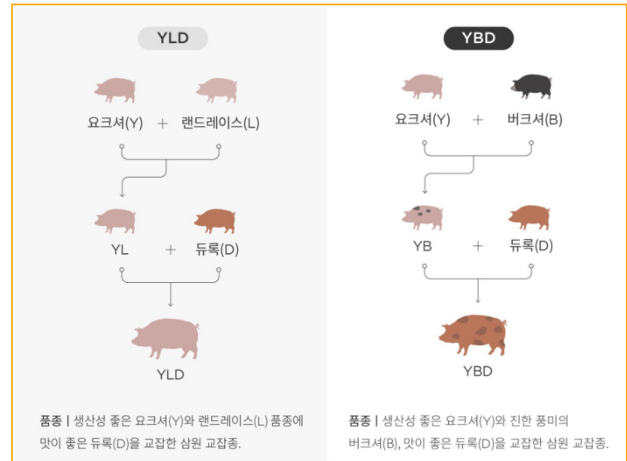 YLD
요크셔(Y) + 랜드레이스(L)
YL + 듀록(D)
YLD
품종 | 생산성 좋은 요크셔(Y)와 랜드레이스(L) 품종에
맛이 좋은 듀록(D)을 교잡한 삼원 교잡종.
YBD
요크셔(Y) + 버크셔(B)
YB + 듀록(D)
YBD
품종 | 생산성 좋은 요크셔(Y)와 진한 풍미의
버크셔(B), 맛이 좋은 듀록(D)을 교잡한 삼원 교잡종.